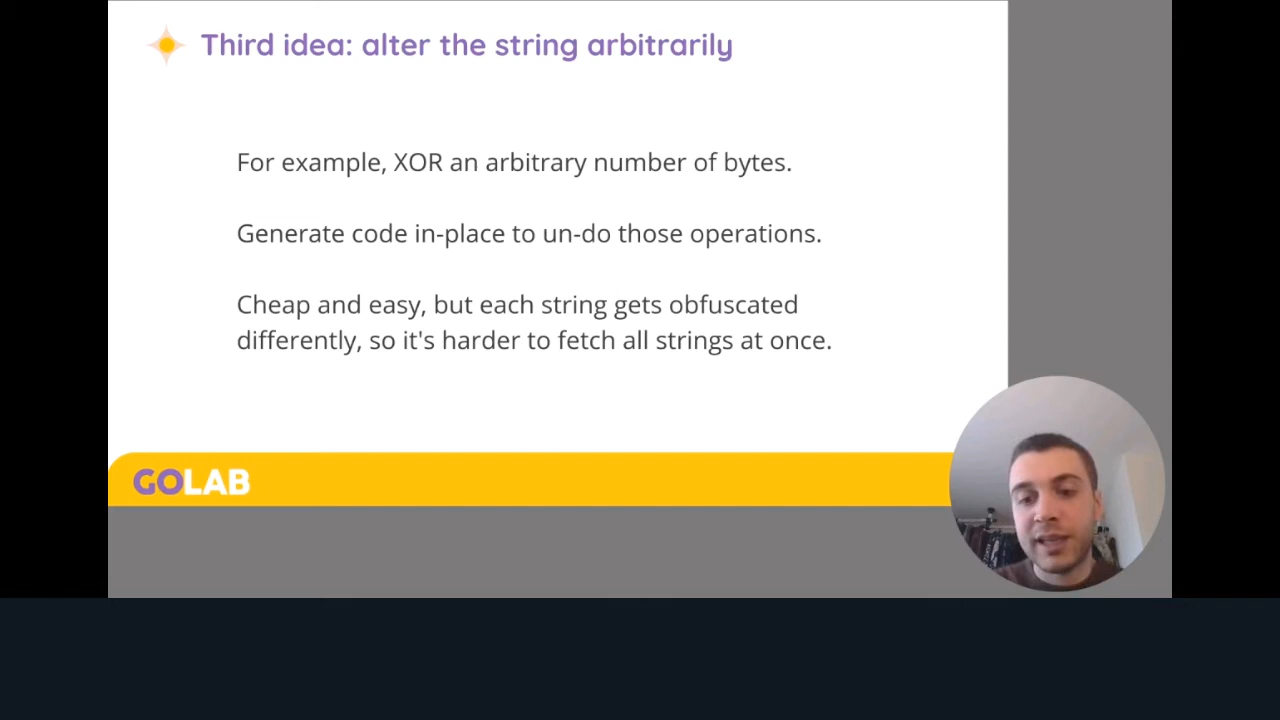 Third idea: alter the string arbitrarily
For example, XOR an arbitrary number of bytes.
Generate code in-place to un-do those operations.
Cheap and easy, but each string gets obfuscated
differently, so it's harder to fetch all strings at once.
GOLAB